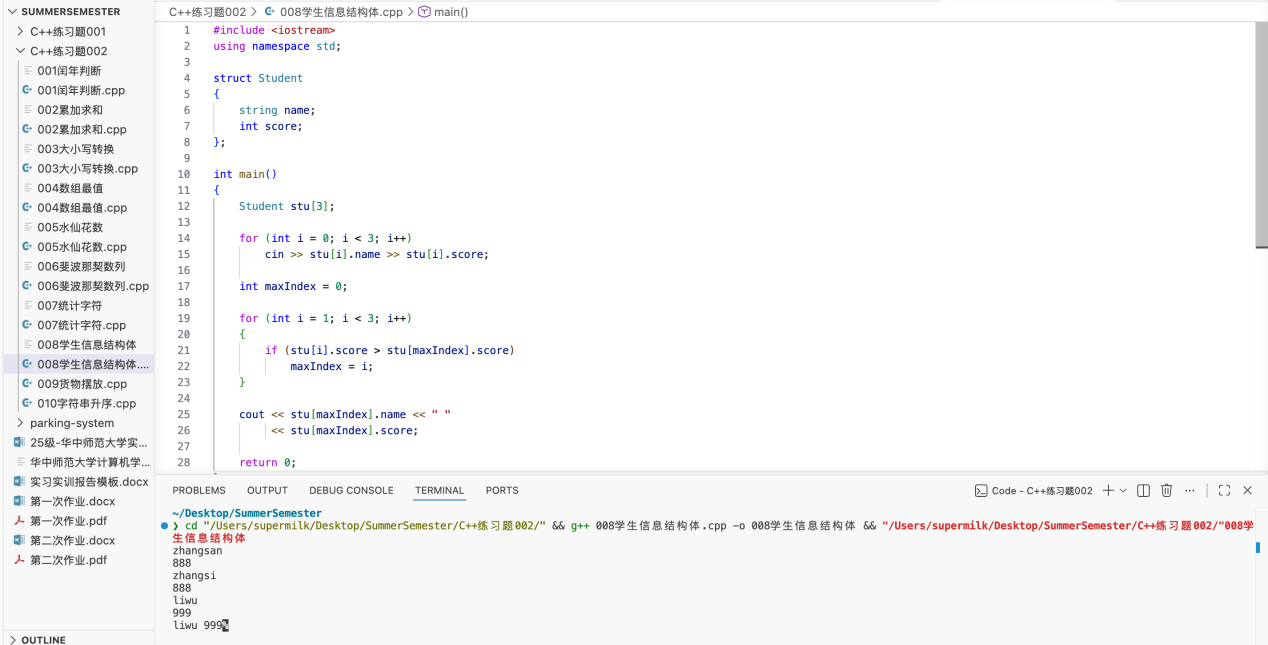 SUMMERSEMESTER
C++练习题001
C++练习题002
001闰年判断
001闰年判断.cpp
002累加求和
002累加求和.cpp
003大小写转换
003大小写转换.cpp
004数组最值
004数组最值.cpp
005水仙花数
005水仙花数.cpp
006斐波那契数列
006斐波那契数列.cpp
007统计字符
007统计字符.cpp
008学生信息结构体
008学生信息结构体....
009货物摆放.cpp
010字符串升序.cpp
parking-system
25级-华中师范大学实...
华中师范大学计算机学...
实习实训报告模板.docx
第一次作业.docx
第一次作业.pdf
第二次作业.docx
第二次作业.pdf
OUTLINE
C++练习题002 > 008学生信息结构体.cpp > main()
1 #include <iostream>
2 using namespace std;
3
4 struct Student
5 {
6 string name;
7 int score;
8 };
9
10 int main()
11 {
12 Student stu[3];
13
14 for (int i = 0; i < 3; i++)
15 cin >> stu[i].name >> stu[i].score;
16
17 int maxIndex = 0;
18
19 for (int i = 1; i < 3; i++)
20 {
21 if (stu[i].score > stu[maxIndex].score)
22 maxIndex = i;
23 }
24
25 cout << stu[maxIndex].name << " "
26 << stu[maxIndex].score;
27
28 return 0;
PROBLEMS OUTPUT DEBUG CONSOLE TERMINAL PORTS Code - C++练习题002
~/Desktop/SummerSemester
❯ cd "/Users/supermilk/Desktop/SummerSemester/C++练习题002/" && g++ 008学生信息结构体.cpp -o 008学生信息结构体 && "/Users/supermilk/Desktop/SummerSemester/C++练习题002/"008学
生信息结构体
zhangsan
888
zhangsi
888
liwu
999
liwu 999%